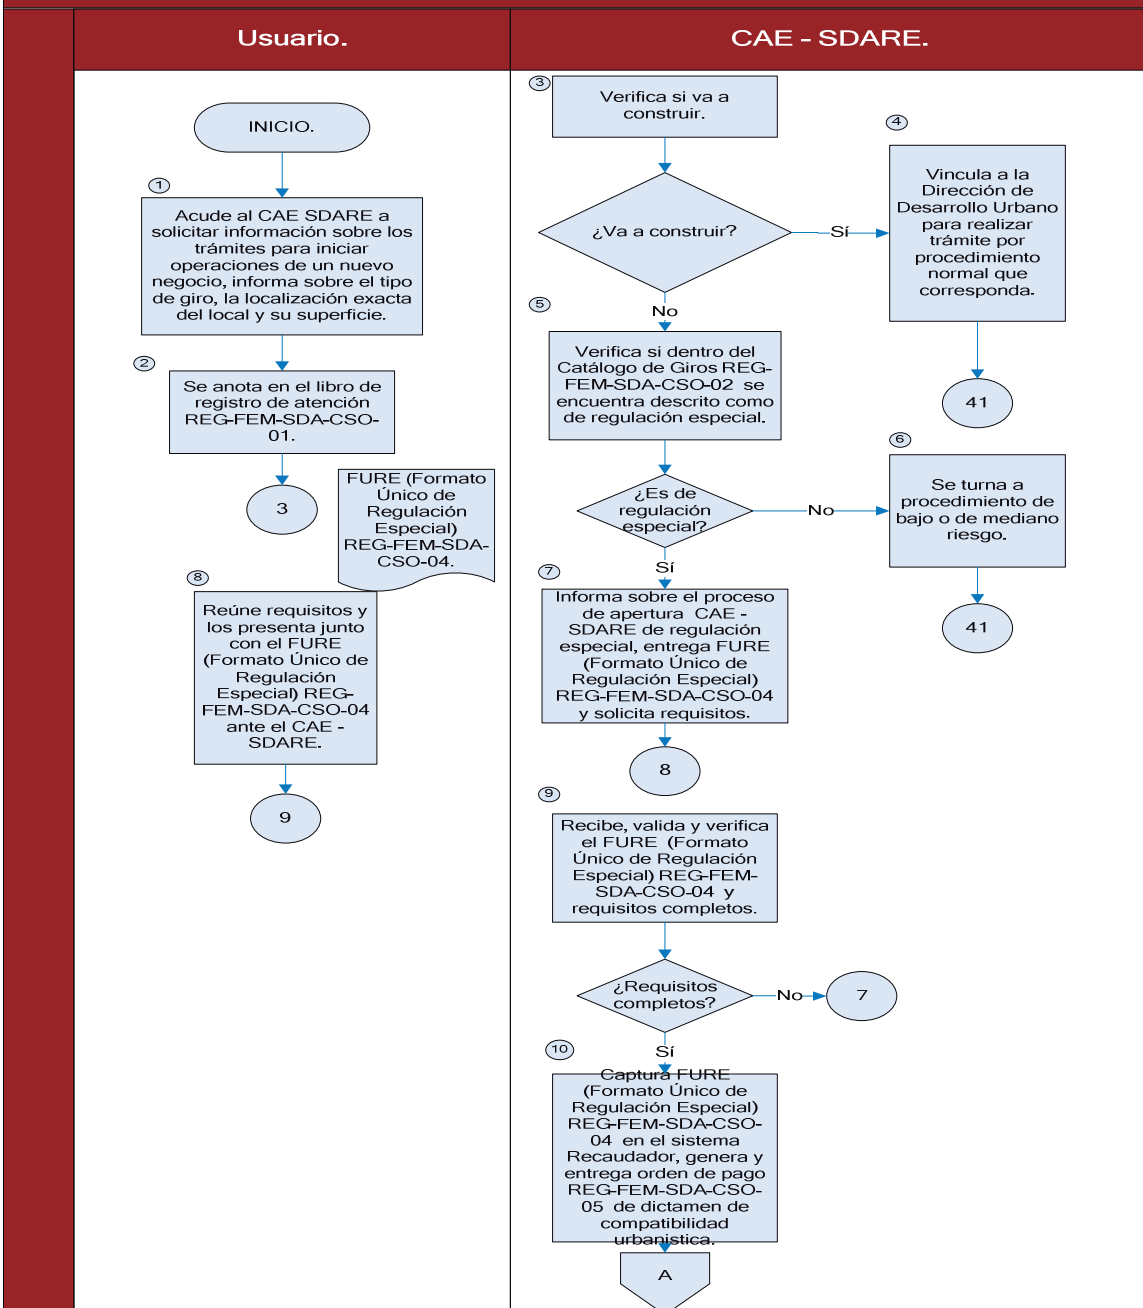 Usuario.
CAE - SDARE.
INICIO.
1
Acude al CAE SDARE a
solicitar información sobre los
trámites para iniciar
operaciones de un nuevo
negocio, informa sobre el tipo
de giro, la localización exacta
del local y su superficie.
2
Se anota en el libro de
registro de atención
REG-FEM-SDA-CSO-
01.
3
FURE (Formato
Único de
Regulación
Especial)
REG-FEM-SDA-
CSO-04.
8
Reúne requisitos y
los presenta junto
con el FURE
(Formato Único de
Regulación
Especial) REG-
FEM-SDA-CSO-04
ante el CAE -
SDARE.
9
3
Verifica si va a
construir.
¿Va a construir?
Sí
4
Vincula a la
Dirección de
Desarrollo Urbano
para realizar
trámite por
procedimiento
normal que
corresponda.
41
No
5
Verifica si dentro del
Catálogo de Giros REG-
FEM-SDA-CSO-02 se
encuentra descrito como
de regulación especial.
¿Es de
regulación
especial?
No
6
Se turna a
procedimiento de
bajo o de mediano
riesgo.
41
Sí
7
Informa sobre el proceso
de apertura CAE -
SDARE de regulación
especial, entrega FURE
(Formato Único de
Regulación Especial)
REG-FEM-SDA-CSO-04
y solicita requisitos.
8
9
Recibe, valida y verifica
el FURE (Formato
Único de Regulación
Especial) REG-FEM-
SDA-CSO-04 y
requisitos completos.
¿Requisitos
completos?
No
7
Sí
10
Captura FURE
(Formato Único de
Regulación Especial)
REG-FEM-SDA-CSO-
04 en el sistema
Recaudador, genera y
entrega orden de pago
REG-FEM-SDA-CSO-
05 de dictamen de
compatibilidad
urbanistica.
A